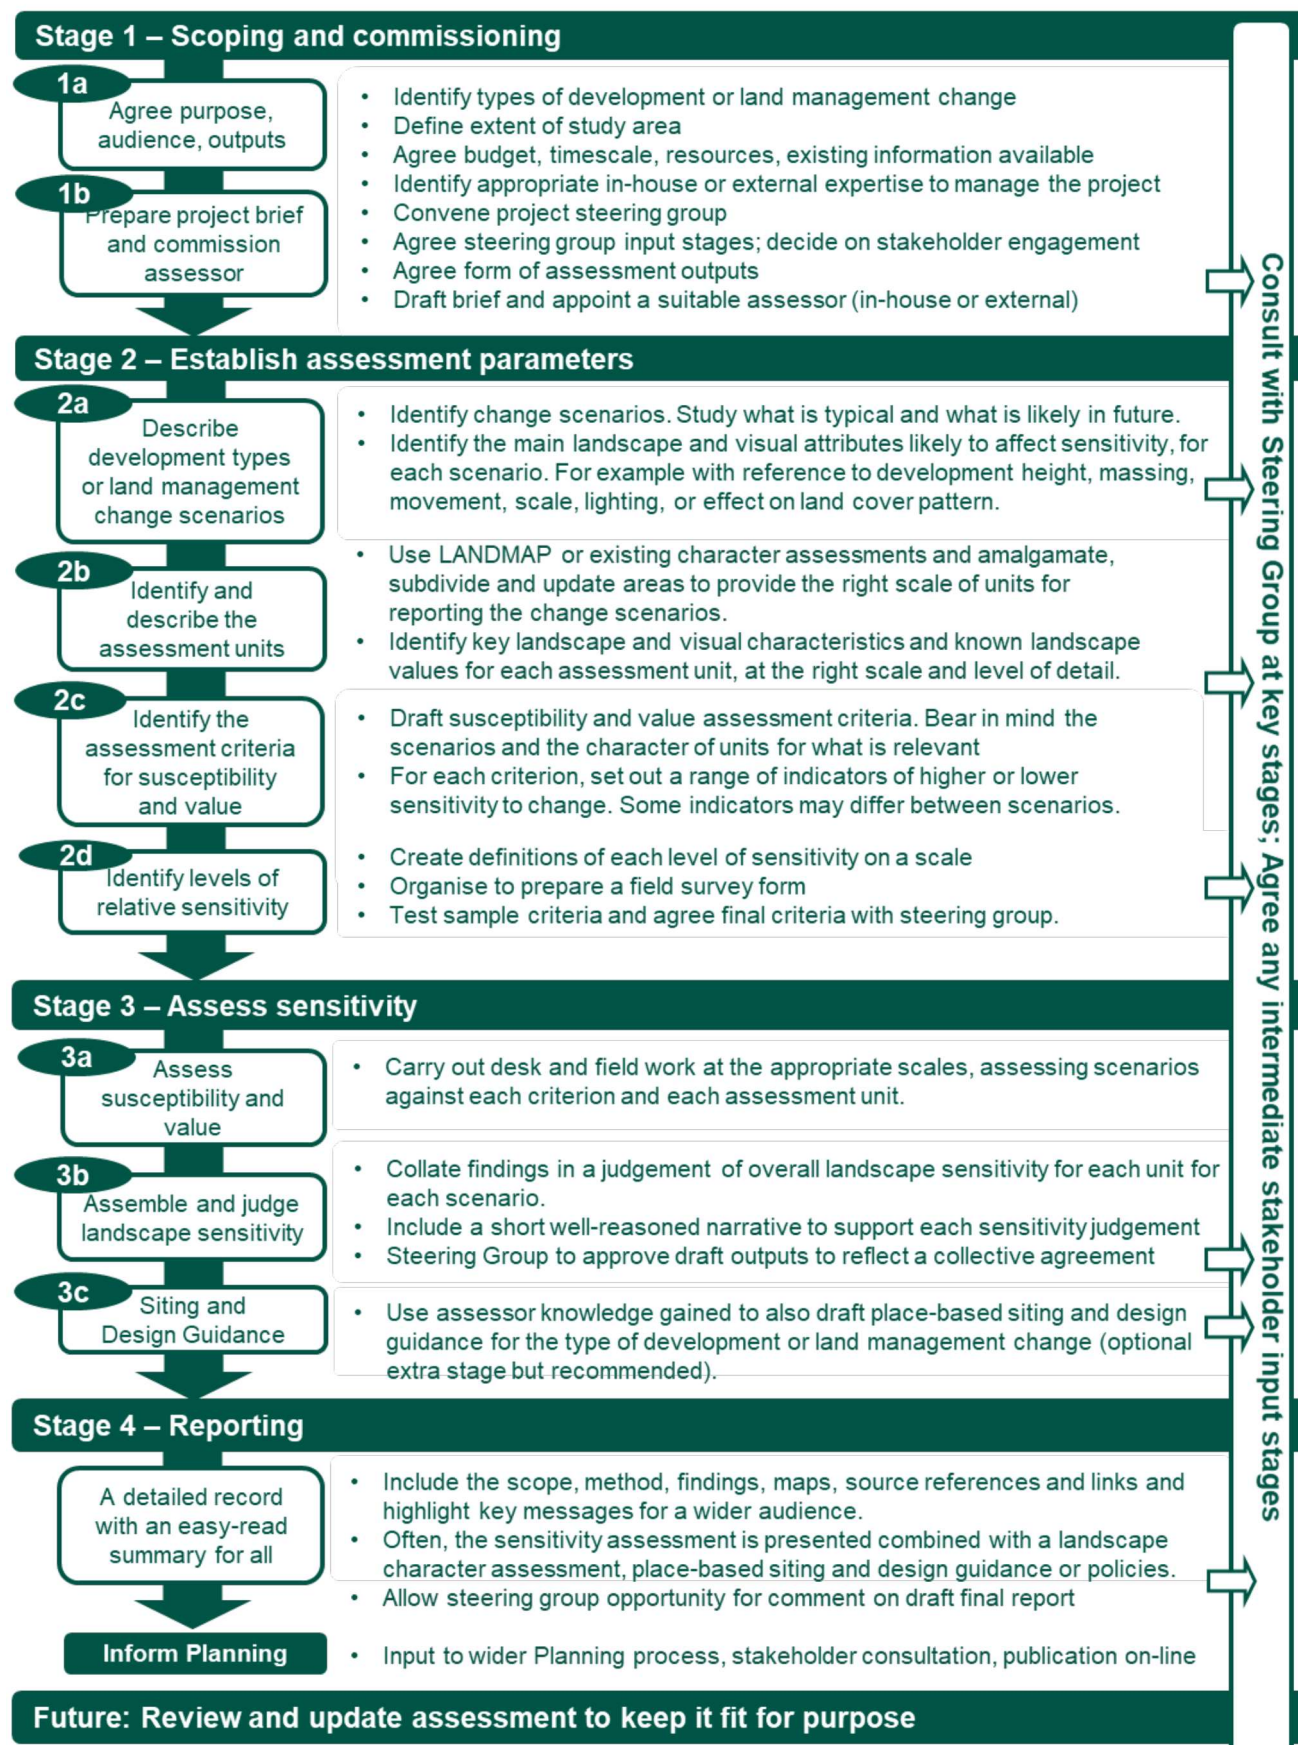 Stage 1 – Scoping and commissioning
1a
Agree purpose,
audience, outputs
1b
Prepare project brief
and commission
assessor
• Identify types of development or land management change
• Define extent of study area
• Agree budget, timescale, resources, existing information available
• Identify appropriate in-house or external expertise to manage the project
• Convene project steering group
• Agree steering group input stages; decide on stakeholder engagement
• Agree form of assessment outputs
• Draft brief and appoint a suitable assessor (in-house or external)
Stage 2 – Establish assessment parameters
2a
Describe
development types
or land management
change scenarios
• Identify change scenarios. Study what is typical and what is likely in future.
• Identify the main landscape and visual attributes likely to affect sensitivity, for
each scenario. For example with reference to development height, massing,
movement, scale, lighting, or effect on land cover pattern.
2b
Identify and
describe the
assessment units
• Use LANDMAP or existing character assessments and amalgamate,
subdivide and update areas to provide the right scale of units for
reporting the change scenarios.
• Identify key landscape and visual characteristics and known landscape
values for each assessment unit, at the right scale and level of detail.
2c
Identify the
assessment criteria
for susceptibility
and value
• Draft susceptibility and value assessment criteria. Bear in mind the
scenarios and the character of units for what is relevant
• For each criterion, set out a range of indicators of higher or lower
sensitivity to change. Some indicators may differ between scenarios.
2d
Identify levels of
relative sensitivity
• Create definitions of each level of sensitivity on a scale
• Organise to prepare a field survey form
• Test sample criteria and agree final criteria with steering group.
Stage 3 – Assess sensitivity
3a
Assess
susceptibility and
value
• Carry out desk and field work at the appropriate scales, assessing scenarios
against each criterion and each assessment unit.
3b
Assemble and judge
landscape sensitivity
• Collate findings in a judgement of overall landscape sensitivity for each unit for
each scenario.
• Include a short well-reasoned narrative to support each sensitivity judgement
• Steering Group to approve draft outputs to reflect a collective agreement
3c
Siting and
Design Guidance
• Use assessor knowledge gained to also draft place-based siting and design
guidance for the type of development or land management change (optional
extra stage but recommended).
Stage 4 – Reporting
A detailed record
with an easy-read
summary for all
• Include the scope, method, findings, maps, source references and links and
highlight key messages for a wider audience.
• Often, the sensitivity assessment is presented combined with a landscape
character assessment, place-based siting and design guidance or policies.
• Allow steering group opportunity for comment on draft final report
Inform Planning
• Input to wider Planning process, stakeholder consultation, publication on-line
Future: Review and update assessment to keep it fit for purpose
Consult with Steering Group at key stages; Agree any intermediate stakeholder input stages